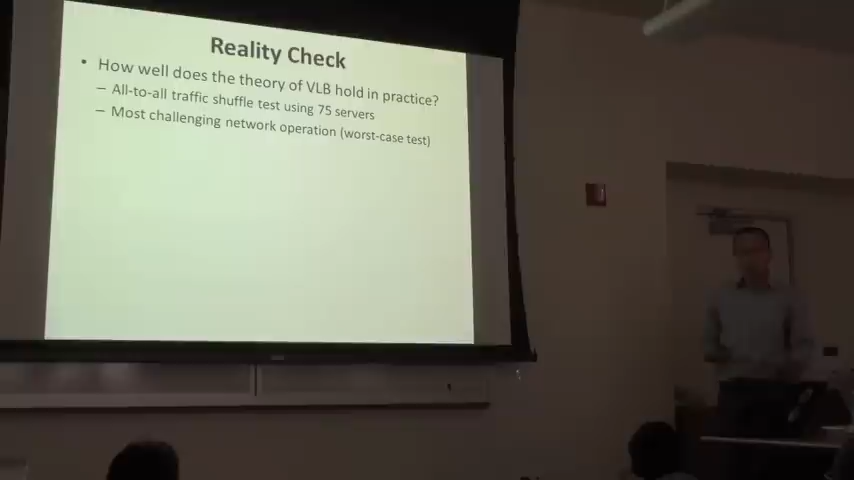 Reality Check
• How well does the theory of VLB hold in practice?
– All-to-all traffic shuffle test using 75 servers
– Most challenging network operation (worst-case test)